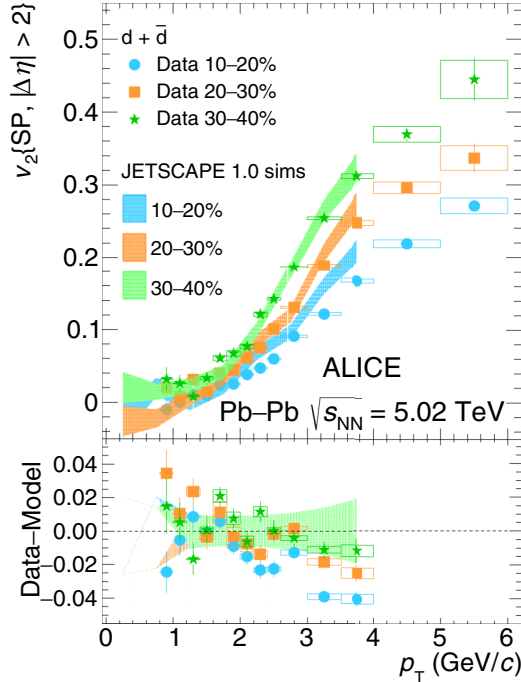 v₂{SP, |Δη| > 2}
0.5
0.4
0.3
0.2
0.1
0
d + d̄
Data 10–20%
Data 20–30%
Data 30–40%
JETSCAPE 1.0 sims
10–20%
20–30%
30–40%
ALICE
Pb–Pb √s_NN = 5.02 TeV
Data–Model
0.04
0.02
0.00
−0.02
−0.04
0 1 2 3 4 5 6
p_T (GeV/c)